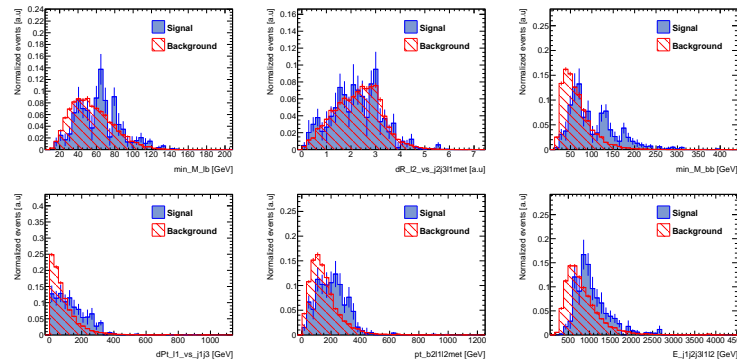 Normalized events [a.u]
0.24
0.22
0.2
0.18
0.16
0.14
0.12
0.1
0.08
0.06
0.04
0.02
0
Signal
Background
20 40 60 80 100 120 140 160 180 200
min_M_lb [GeV]
Normalized events [a.u]
0.16
0.14
0.12
0.1
0.08
0.06
0.04
0.02
0
Signal
Background
0 1 2 3 4 5 6 7
dR_l2_vs_j2j3l1met [a.u]
Normalized events [a.u]
0.25
0.2
0.15
0.1
0.05
0
Signal
Background
50 100 150 200 250 300 350 400
min_M_bb [GeV]
Normalized events [a.u]
0.4
0.35
0.3
0.25
0.2
0.15
0.1
0.05
0
Signal
Background
0 200 400 600 800 1000
dPt_l1_vs_j1j3 [GeV]
Normalized events [a.u]
0.25
0.2
0.15
0.1
0.05
0
Signal
Background
0 200 400 600 800 1000 1200
pt_b2l1l2met [GeV]
Normalized events [a.u]
0.25
0.2
0.15
0.1
0.05
0
Signal
Background
500 1000 1500 2000 2500 3000 3500 4000
E_j1j2j3l1l2 [GeV]